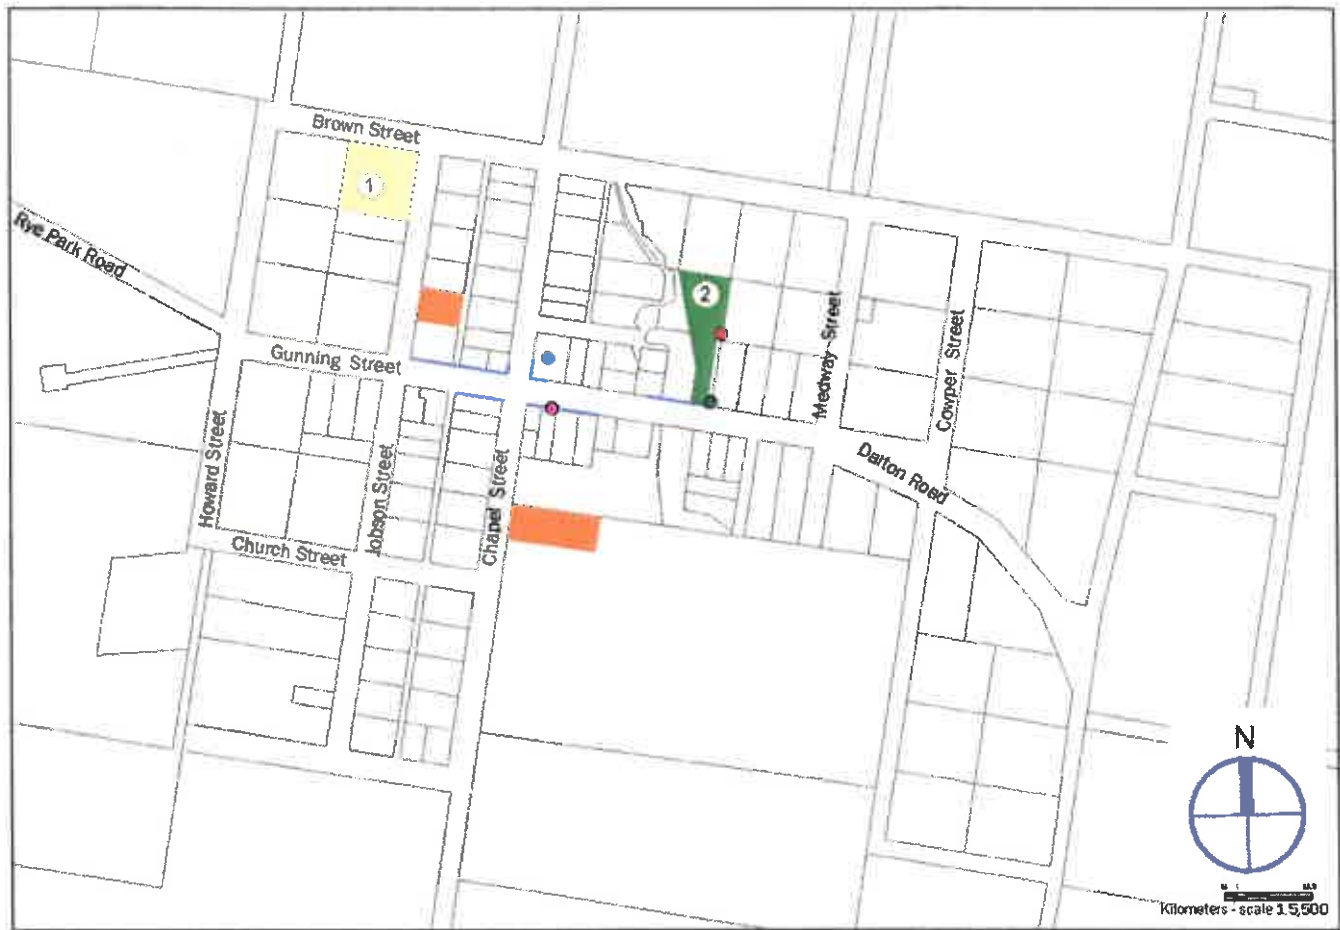 Brown Street
1
Rye Park Road
2
Gunning Street
Medway Street
Cowper Street
Howard Street
Jobson Street
Chapel Street
Dalton Road
Church Street
N
Kilometers - scale 1:5,500